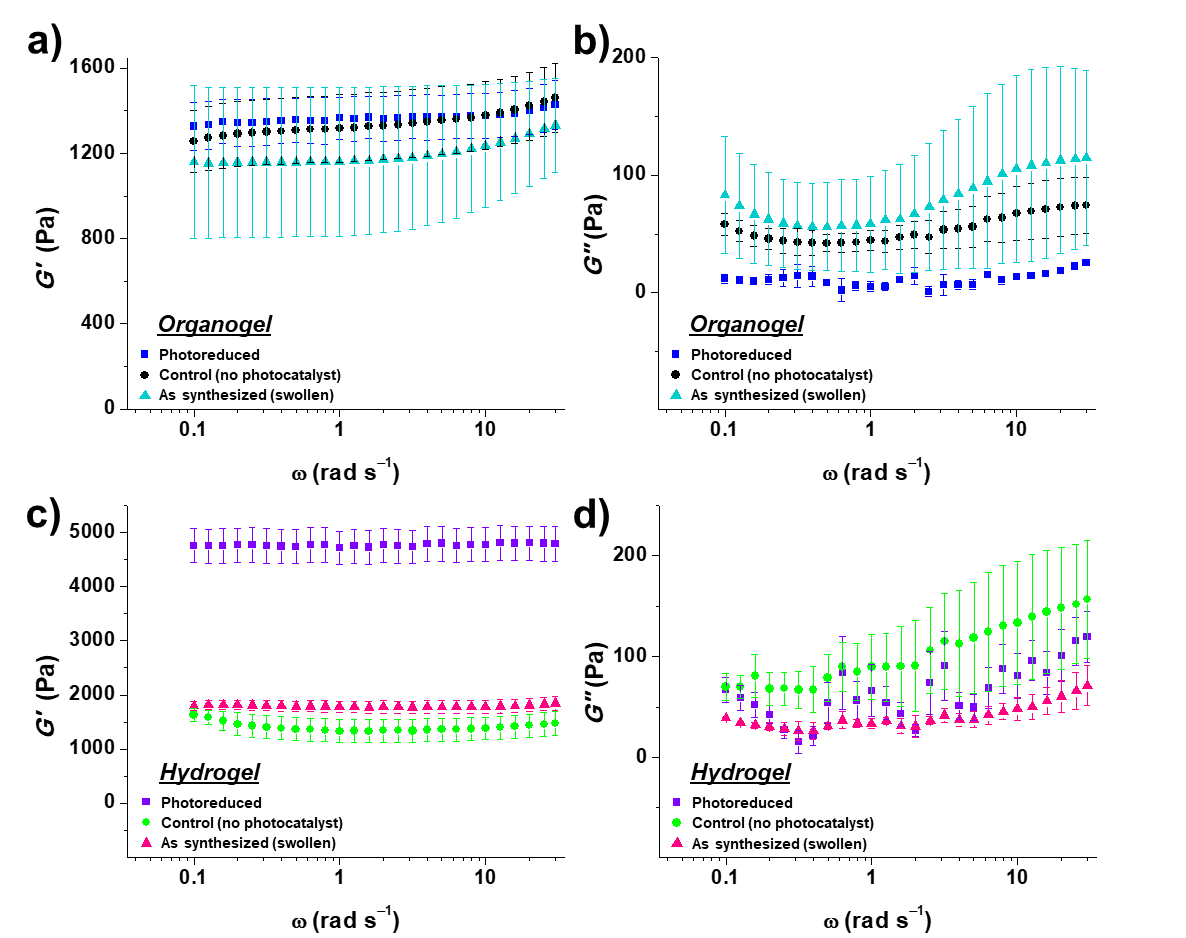 a)
1600
1200
800
400
0
G′ (Pa)
Organogel
Photoreduced
Control (no photocatalyst)
As synthesized (swollen)
0.1 1 10
ω (rad s⁻¹)
b)
200
100
0
G″ (Pa)
Organogel
Photoreduced
Control (no photocatalyst)
As synthesized (swollen)
0.1 1 10
ω (rad s⁻¹)
c)
5000
4000
3000
2000
1000
0
G′ (Pa)
Hydrogel
Photoreduced
Control (no photocatalyst)
As synthesized (swollen)
0.1 1 10
ω (rad s⁻¹)
d)
200
100
0
G″ (Pa)
Hydrogel
Photoreduced
Control (no photocatalyst)
As synthesized (swollen)
0.1 1 10
ω (rad s⁻¹)